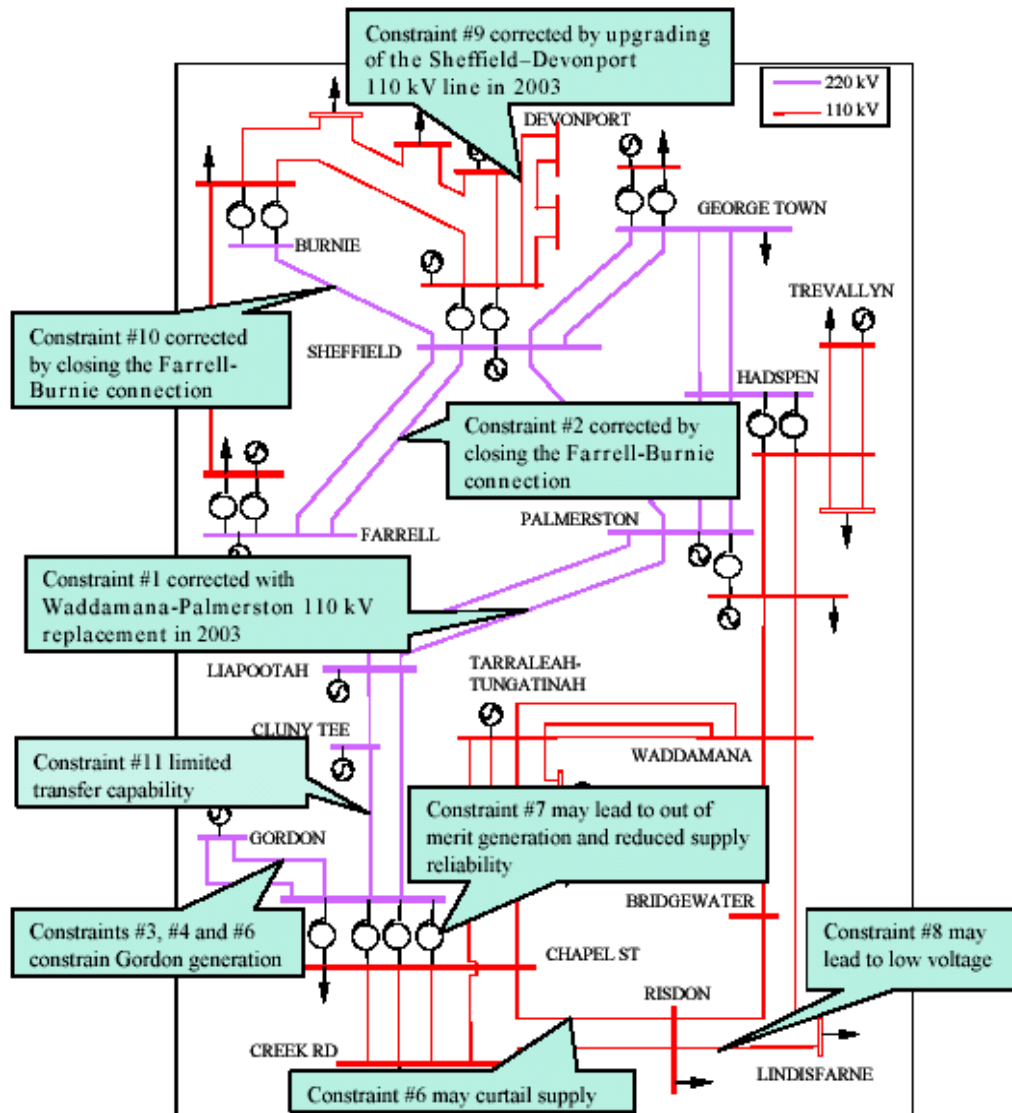 Constraint #9 corrected by upgrading
of the Sheffield–Devonport
110 kV line in 2003
220 kV
110 kV
DEVONPORT
GEORGE TOWN
BURNIE
TREVALLYN
Constraint #10 corrected
by closing the Farrell-
Burnie connection
SHEFFIELD
HADSPEN
Constraint #2 corrected by
closing the Farrell-Burnie
connection
PALMERSTON
FARRELL
Constraint #1 corrected with
Waddamana-Palmerston 110 kV
replacement in 2003
LIAPOOTAH
TARRALEAH-
TUNGATINAH
CLUNY TEE
WADDAMANA
Constraint #11 limited
transfer capability
Constraint #7 may lead to out of
merit generation and reduced supply
reliability
GORDON
BRIDGEWATER
Constraints #3, #4 and #6
constrain Gordon generation
CHAPEL ST
Constraint #8 may
lead to low voltage
RISDON
CREEK RD
LINDISFARNE
Constraint #6 may curtail supply